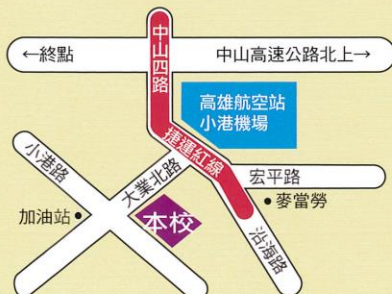 ←終點
中山高速公路北上→
中山四路
高雄航空站
小港機場
捷運紅線
小港路
大業北路
宏平路
麥當勞
加油站
本校
沿海路